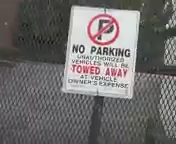 P
NO PARKING
UNAUTHORIZED
VEHICLES WILL BE
TOWED AWAY
AT VEHICLE
OWNER'S EXPENSE